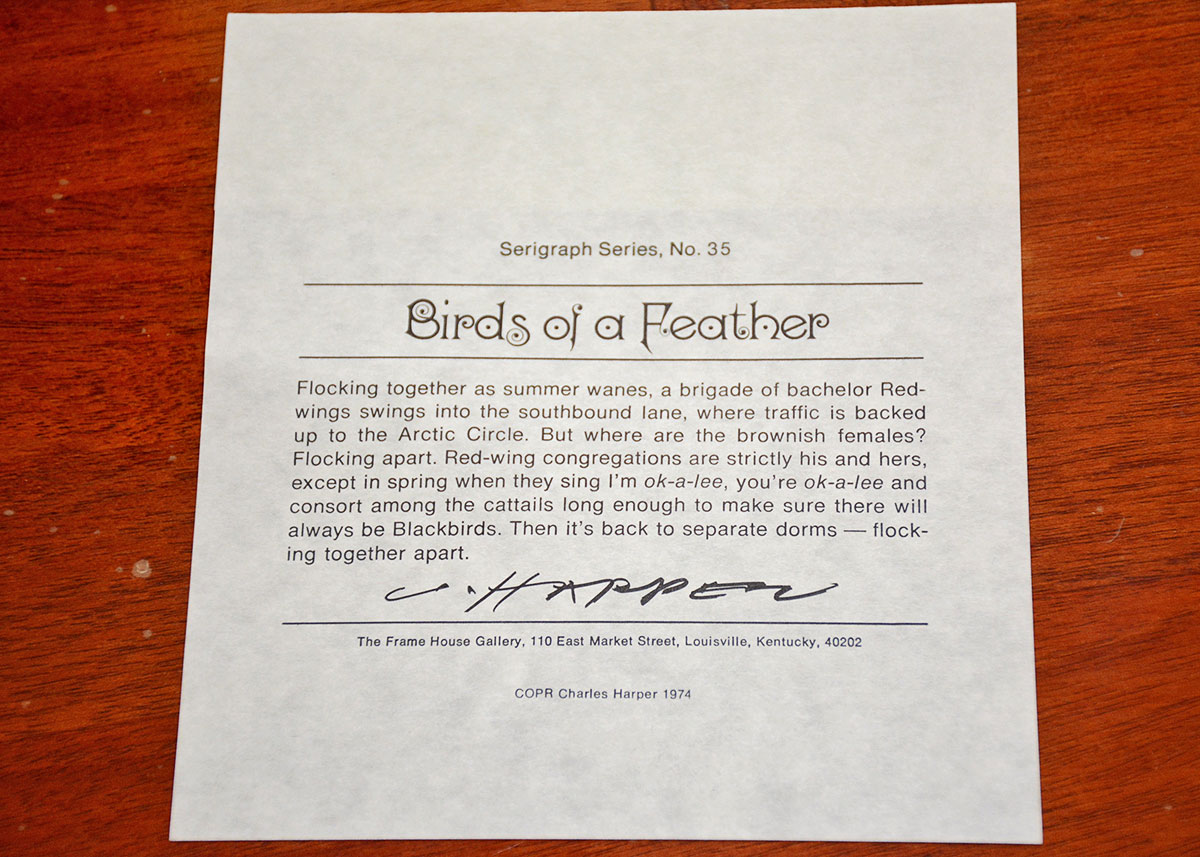 Serigraph Series, No. 35
Birds of a Feather
Flocking together as summer wanes, a brigade of bachelor Red-
wings swings into the southbound lane, where traffic is backed
up to the Arctic Circle. But where are the brownish females?
Flocking apart. Red-wing congregations are strictly his and hers,
except in spring when they sing I'm ok-a-lee, you're ok-a-lee and
consort among the cattails long enough to make sure there will
always be Blackbirds. Then it's back to separate dorms — flock-
ing together apart.
C. HARPER
The Frame House Gallery, 110 East Market Street, Louisville, Kentucky, 40202
COPR Charles Harper 1974